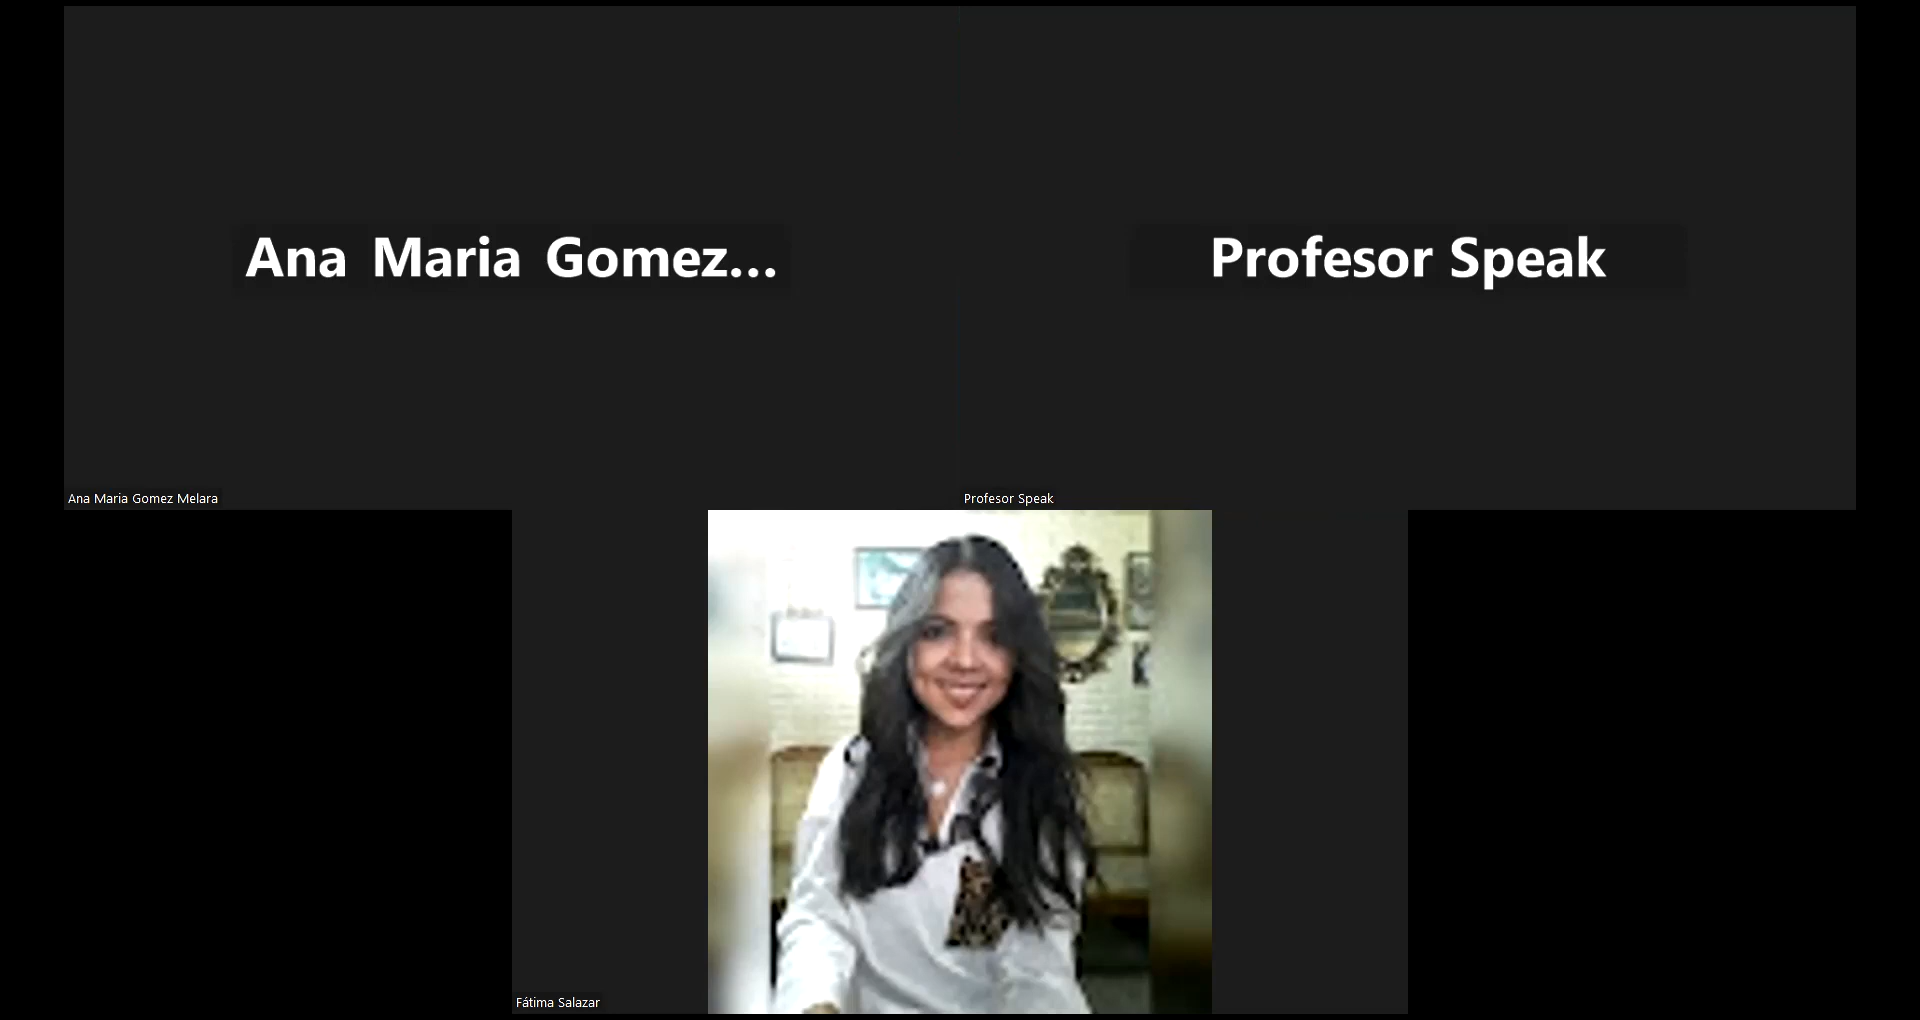 Ana Maria Gomez...
Profesor Speak
Ana Maria Gomez Melara
Profesor Speak
Fátima Salazar